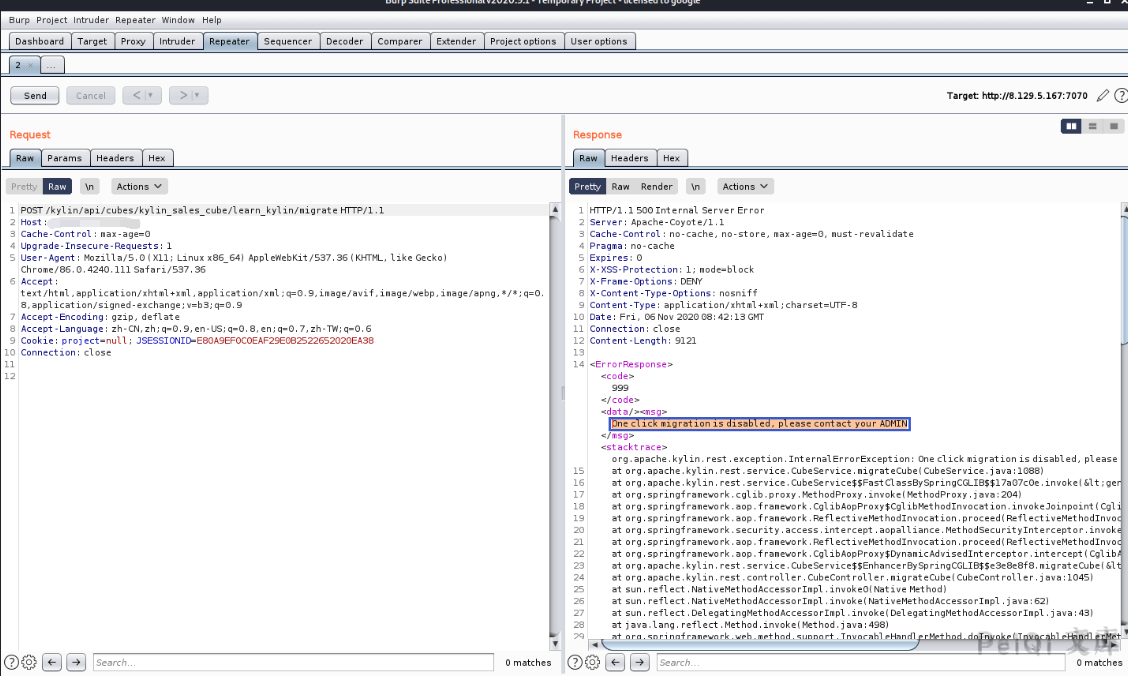 Burp Suite Professional v2020.9.1 - Temporary Project - licensed to google
Burp Project Intruder Repeater Window Help
Dashboard Target Proxy Intruder Repeater Sequencer Decoder Comparer Extender Project options User options
2 × ...
Send Cancel < > Target: http://8.129.5.167:7070
Request
Raw Params Headers Hex
Pretty Raw \n Actions
1 POST /kylin/api/cubes/kylin_sales_cube/learn_kylin/migrate HTTP/1.1
2 Host:
3 Cache-Control: max-age=0
4 Upgrade-Insecure-Requests: 1
5 User-Agent: Mozilla/5.0 (X11; Linux x86_64) AppleWebKit/537.36 (KHTML, like Gecko)
Chrome/86.0.4240.111 Safari/537.36
6 Accept:
text/html,application/xhtml+xml,application/xml;q=0.9,image/avif,image/webp,image/apng,*/*;q=0.
8,application/signed-exchange;v=b3;q=0.9
7 Accept-Encoding: gzip, deflate
8 Accept-Language: zh-CN,zh;q=0.9,en-US;q=0.8,en;q=0.7,zh-TW;q=0.6
9 Cookie: project=null; JSESSIONID=E80A9EF0C0EAF29E0B2522652020EA38
10 Connection: close
11
12
Search...
0 matches
Response
Raw Headers Hex
Pretty Raw Render \n Actions
1 HTTP/1.1 500 Internal Server Error
2 Server: Apache-Coyote/1.1
3 Cache-Control: no-cache, no-store, max-age=0, must-revalidate
4 Pragma: no-cache
5 Expires: 0
6 X-XSS-Protection: 1; mode=block
7 X-Frame-Options: DENY
8 X-Content-Type-Options: nosniff
9 Content-Type: application/xhtml+xml;charset=UTF-8
10 Date: Fri, 06 Nov 2020 08:42:13 GMT
11 Connection: close
12 Content-Length: 9121
13
14 <ErrorResponse>
<code>
999
</code>
<data/><msg>
One click migration is disabled, please contact your ADMIN
</msg>
<stacktrace>
org.apache.kylin.rest.exception.InternalErrorException: One click migration is disabled, please
15 at org.apache.kylin.rest.service.CubeService.migrateCube(CubeService.java:1088)
16 at org.apache.kylin.rest.service.CubeService$$FastClassBySpringCGLIB$$17a07c0e.invoke(&lt;gen
17 at org.springframework.cglib.proxy.MethodProxy.invoke(MethodProxy.java:204)
18 at org.springframework.aop.framework.CglibAopProxy$CglibMethodInvocation.invokeJoinpoint(Cgli
19 at org.springframework.aop.framework.ReflectiveMethodInvocation.proceed(ReflectiveMethodInvoc
20 at org.springframework.security.access.intercept.aopalliance.MethodSecurityInterceptor.invoke
21 at org.springframework.aop.framework.ReflectiveMethodInvocation.proceed(ReflectiveMethodInvoc
22 at org.springframework.aop.framework.CglibAopProxy$DynamicAdvisedInterceptor.intercept(CglibA
23 at org.apache.kylin.rest.service.CubeService$$EnhancerBySpringCGLIB$$e3e8e8f8.migrateCube(&lt
24 at org.apache.kylin.rest.controller.CubeController.migrateCube(CubeController.java:1045)
25 at sun.reflect.NativeMethodAccessorImpl.invoke0(Native Method)
26 at sun.reflect.NativeMethodAccessorImpl.invoke(NativeMethodAccessorImpl.java:62)
27 at sun.reflect.DelegatingMethodAccessorImpl.invoke(DelegatingMethodAccessorImpl.java:43)
28 at java.lang.reflect.Method.invoke(Method.java:498)
29 at org.springframework.web.method.support.InvocableHandlerMethod.doInvoke(InvocableHandlerMet
PeiQi 文库
Search...
0 matches